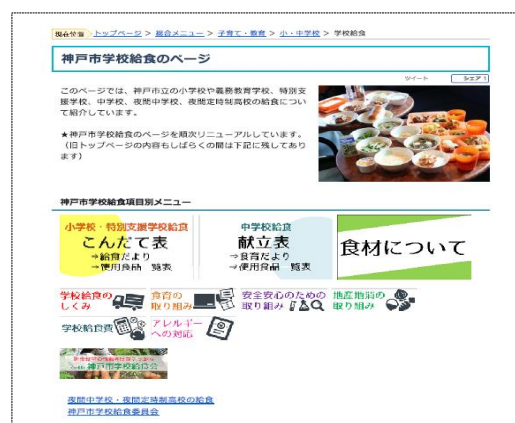 現在位置 トップページ > 総合メニュー > 子育て・教育 > 小・中学校 > 学校給食
神戸市学校給食のページ
ツイート シェア 1
このページでは、神戸市立の小学校や義務教育学校、特別支
援学校、中学校、夜間中学校、夜間定時制高校の給食につい
て紹介しています。
★神戸市学校給食のページを順次リニューアルしています。
（旧トップページの内容もしばらくの間は下記に残してあり
ます）
神戸市学校給食項目別メニュー
小学校・特別支援学校給食
こんだて表
→給食だより
→使用食品一覧表
中学校給食
献立表
→食育だより
→使用食品一覧表
食材について
学校給食の
しくみ
食育の
取り組み
安全安心のための
取り組み
地産地消の
取り組み
学校給食費
アレルギー
への対応
神戸市学校給食会
夜間中学校・夜間定時制高校の給食
神戸市学校給食委員会